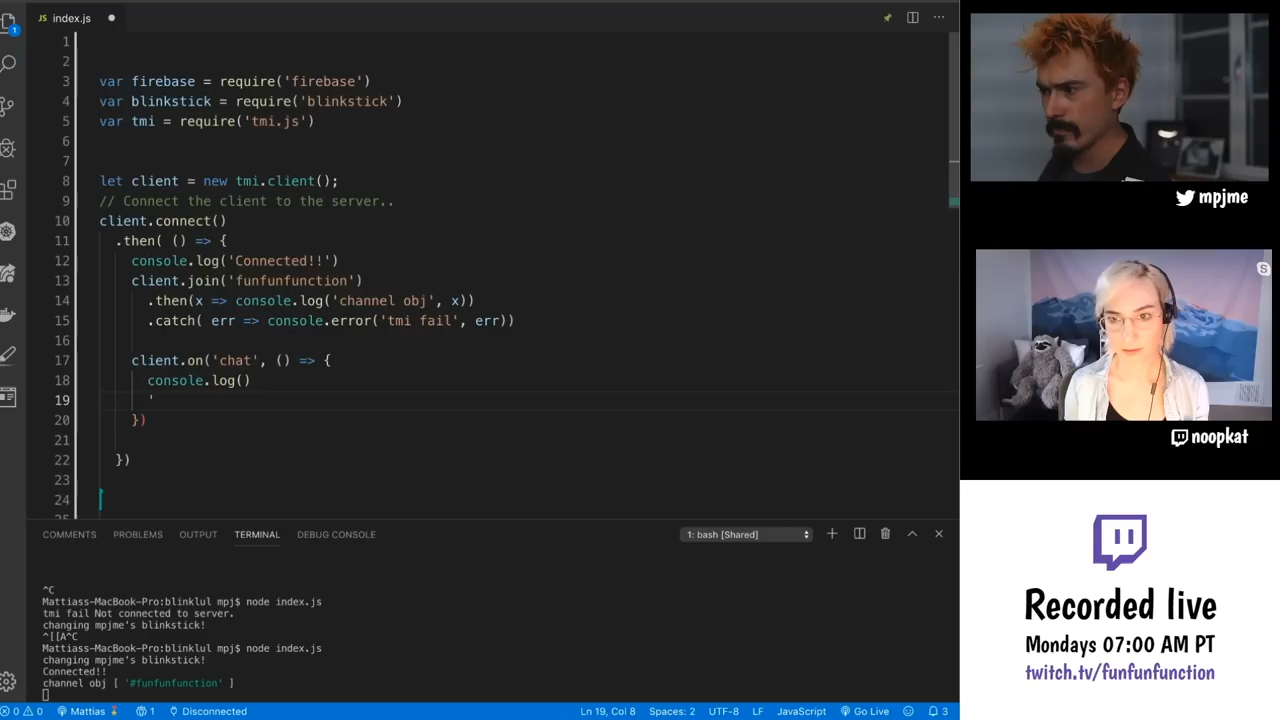 JS index.js
1
1
2
3 var firebase = require('firebase')
4 var blinkstick = require('blinkstick')
5 var tmi = require('tmi.js')
6
7
8 let client = new tmi.client();
9 // Connect the client to the server..
10 client.connect()
11 .then( () => {
12 console.log('Connected!!')
13 client.join('funfunfunction')
14 .then(x => console.log('channel obj', x))
15 .catch( err => console.error('tmi fail', err))
16
17 client.on('chat', () => {
18 console.log()
19 '
20 })
21
22 })
23
24
25
COMMENTS PROBLEMS OUTPUT TERMINAL DEBUG CONSOLE 1: bash [Shared]
^C
Mattiass-MacBook-Pro:blinklul mpj$ node index.js
tmi fail Not connected to server.
changing mpjme's blinkstick!
^[[A^C
Mattiass-MacBook-Pro:blinklul mpj$ node index.js
changing mpjme's blinkstick!
Connected!!
channel obj [ '#funfunfunction' ]
0 0 Mattias 1 Disconnected Ln 19, Col 8 Spaces: 2 UTF-8 LF JavaScript Go Live 3
mpjme
S
noopkat
Recorded live
Mondays 07:00 AM PT
twitch.tv/funfunfunction